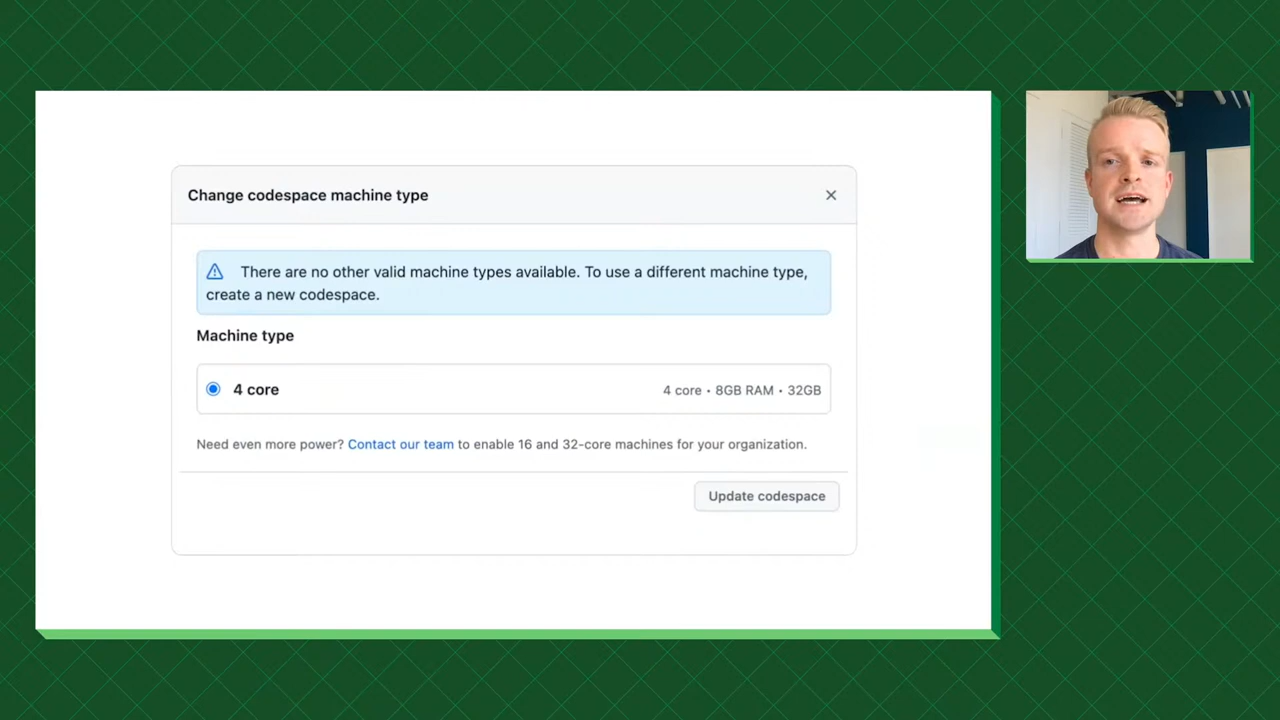 Change codespace machine type
There are no other valid machine types available. To use a different machine type,
create a new codespace.
Machine type
4 core
4 core • 8GB RAM • 32GB
Need even more power? Contact our team to enable 16 and 32-core machines for your organization.
Update codespace